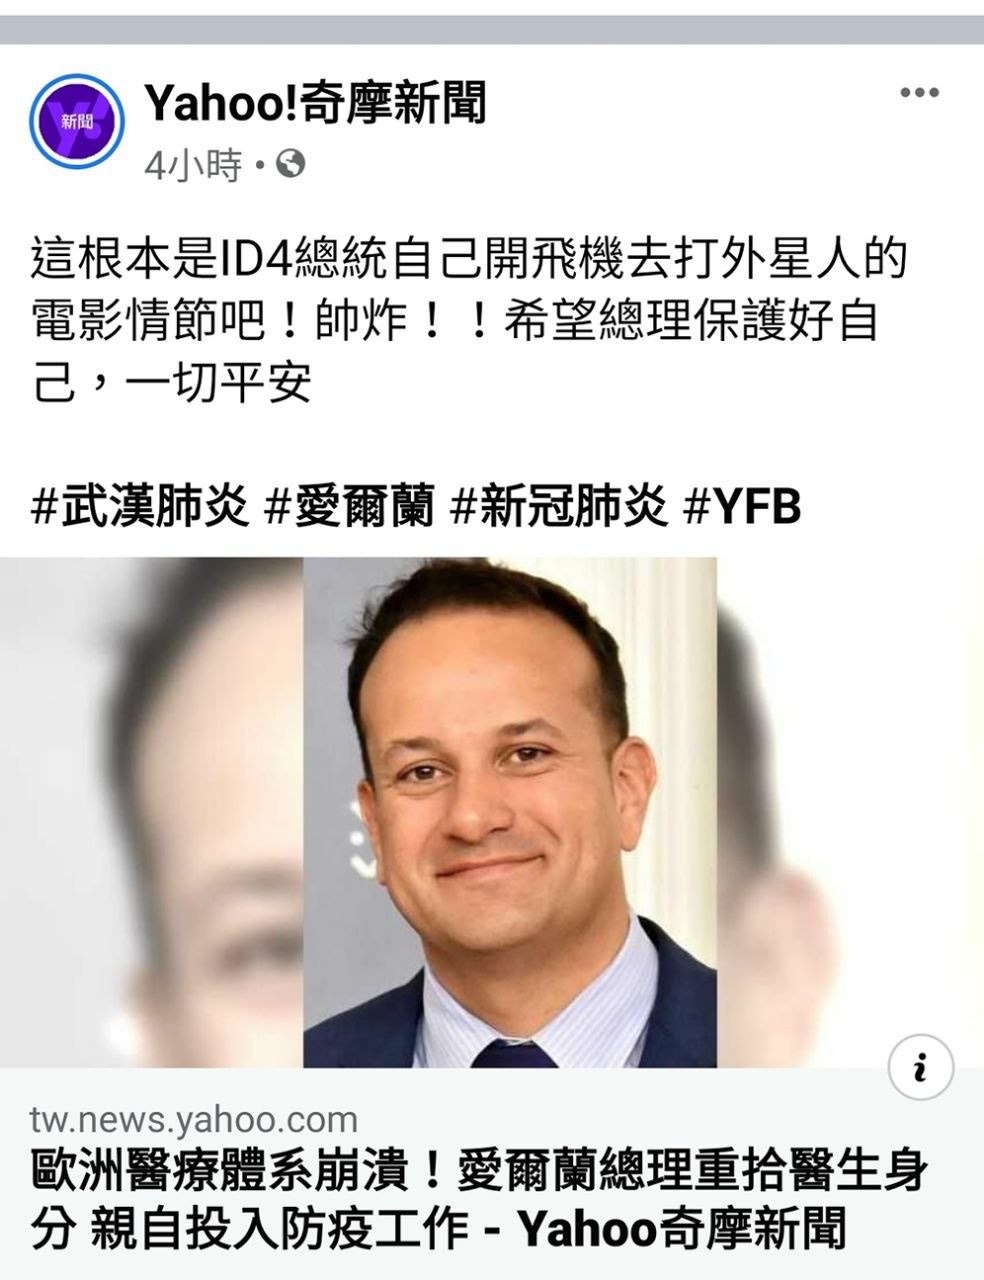 新聞
Yahoo!奇摩新聞
4小時
這根本是ID4總統自己開飛機去打外星人的
電影情節吧！帥炸！！希望總理保護好自
己，一切平安
#武漢肺炎 #愛爾蘭 #新冠肺炎 #YFB
i
tw.news.yahoo.com
歐洲醫療體系崩潰！愛爾蘭總理重拾醫生身
分 親自投入防疫工作 - Yahoo奇摩新聞